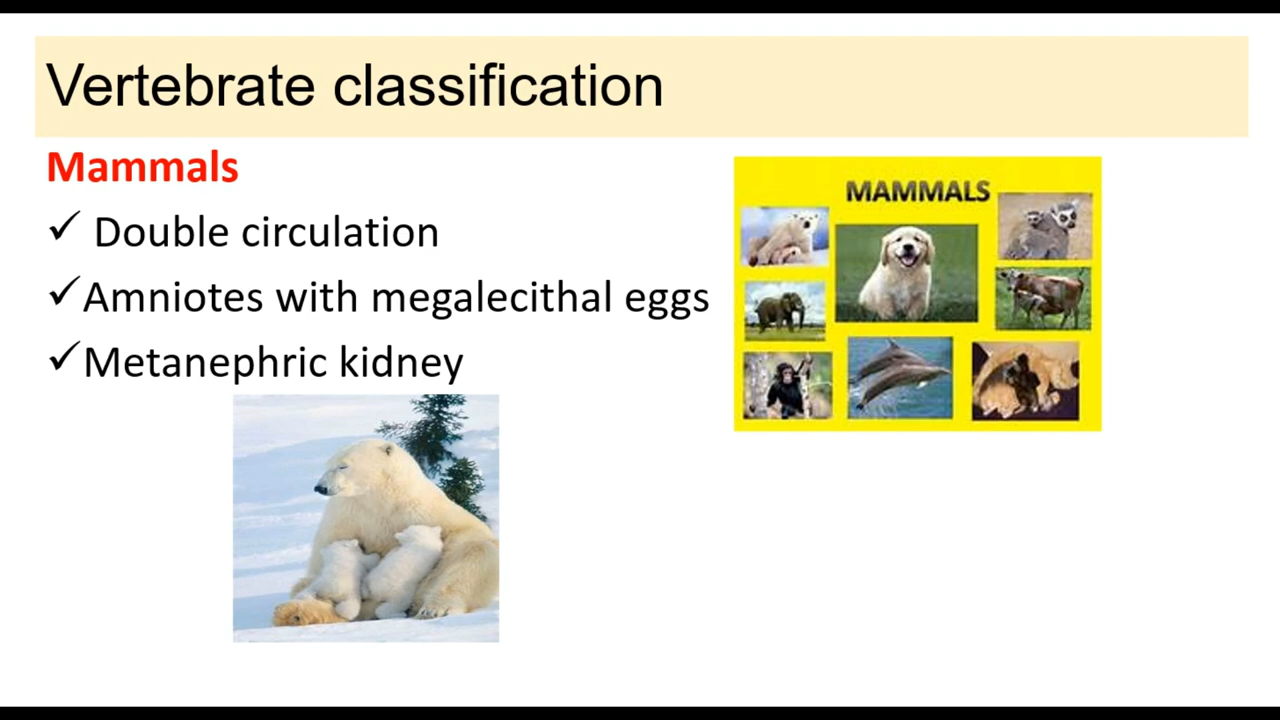 Vertebrate classification
Mammals
✓ Double circulation
✓Amniotes with megalecithal eggs
✓Metanephric kidney
MAMMALS